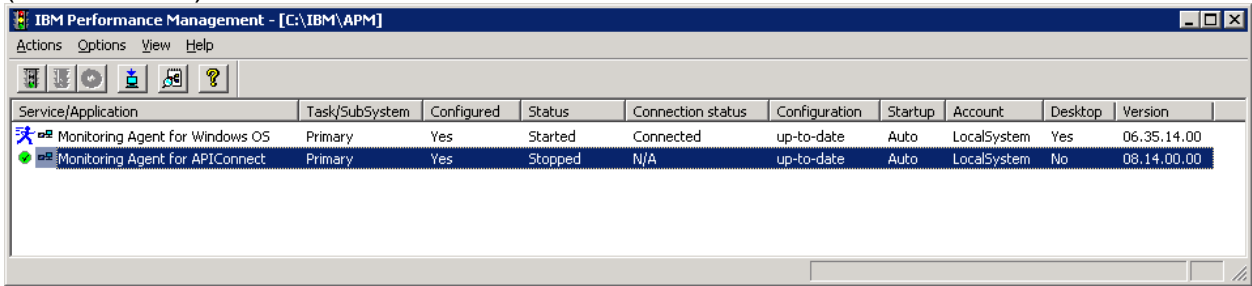 IBM Performance Management - [C:\IBM\APM]
Actions Options View Help
Service/Application Task/SubSystem Configured Status Connection status Configuration Startup Account Desktop Version
Monitoring Agent for Windows OS Primary Yes Started Connected up-to-date Auto LocalSystem Yes 06.35.14.00
Monitoring Agent for APIConnect Primary Yes Stopped N/A up-to-date Auto LocalSystem No 08.14.00.00